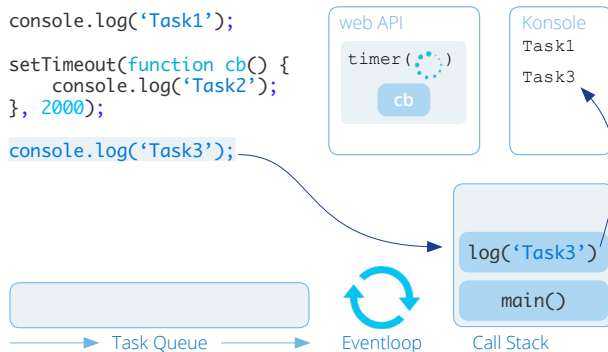 console.log(‘Task1’);
setTimeout(function cb() {
console.log(‘Task2’);
}, 2000);
console.log(‘Task3’);
web API
timer( )
cb
Konsole
Task1
Task3
log(‘Task3’)
main()
Task Queue
Eventloop
Call Stack